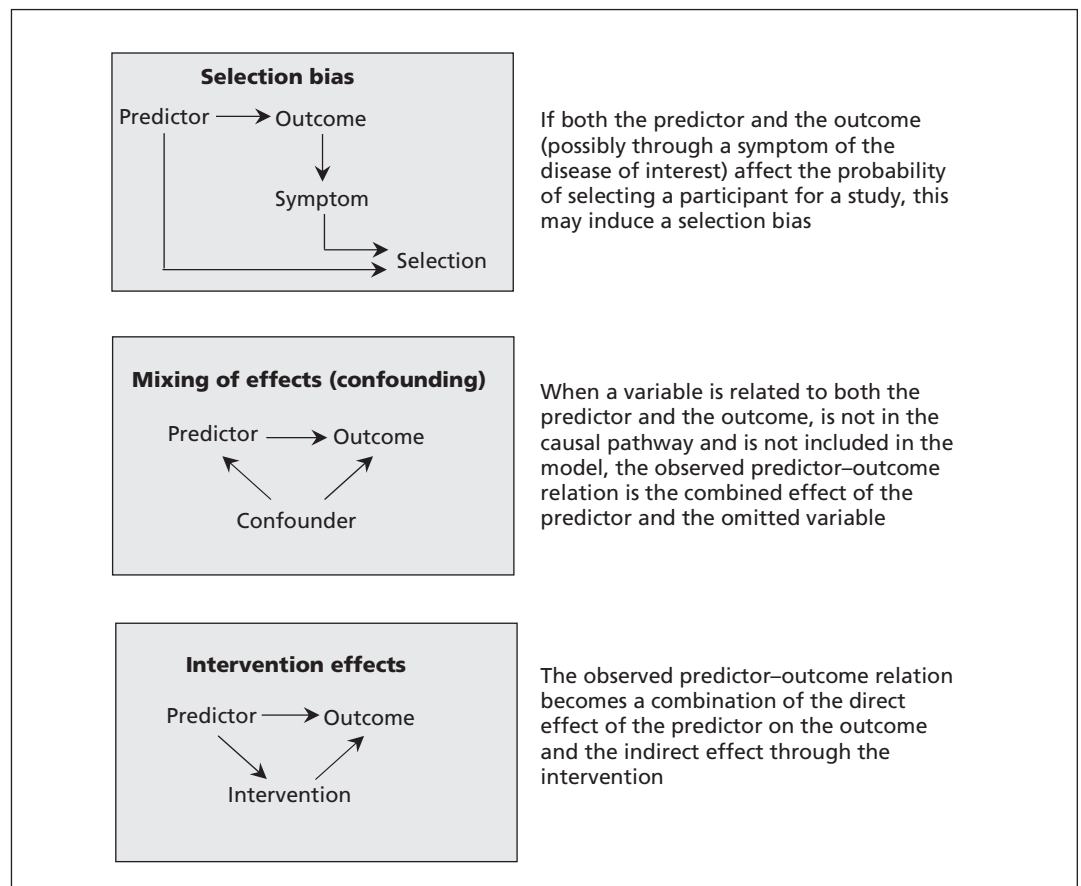 Selection bias
Predictor
Outcome
Symptom
Selection
If both the predictor and the outcome
(possibly through a symptom of the
disease of interest) affect the probability
of selecting a participant for a study, this
may induce a selection bias
Mixing of effects (confounding)
Predictor
Outcome
Confounder
When a variable is related to both the
predictor and the outcome, is not in the
causal pathway and is not included in the
model, the observed predictor–outcome
relation is the combined effect of the
predictor and the omitted variable
Intervention effects
Predictor
Outcome
Intervention
The observed predictor–outcome relation
becomes a combination of the direct
effect of the predictor on the outcome
and the indirect effect through the
intervention